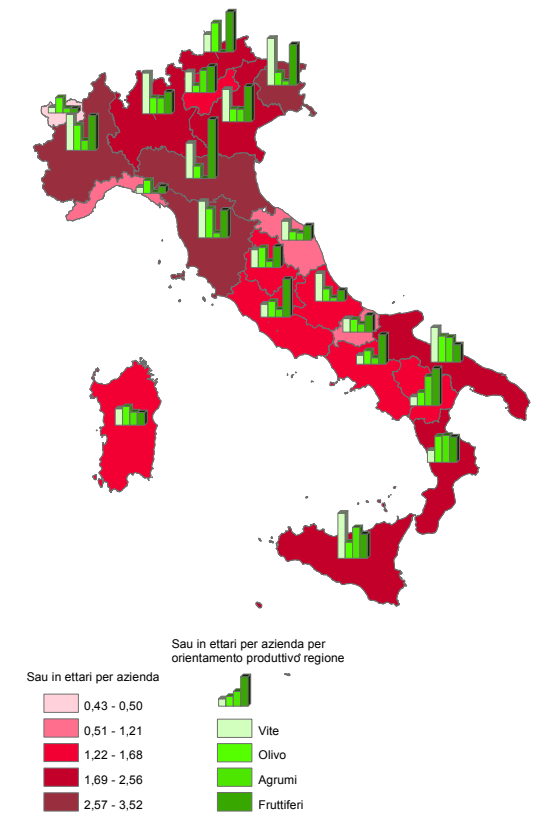 Sau in ettari per azienda per
orientamento produttivo regione
Sau in ettari per azienda
0,43 - 0,50
0,51 - 1,21
1,22 - 1,68
1,69 - 2,56
2,57 - 3,52
Vite
Olivo
Agrumi
Fruttiferi